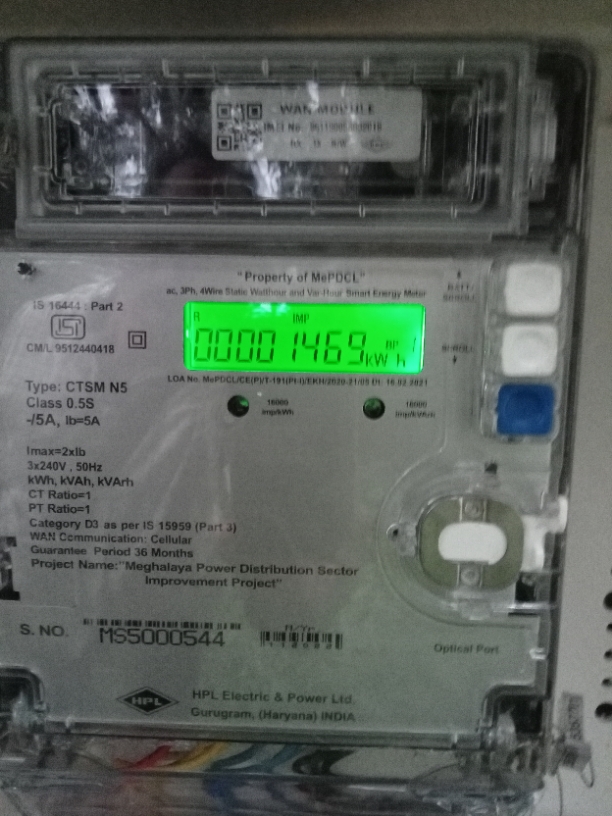 WAN MODULE
"Property of MePDCL"
ac, 3Ph, 4Wire Static Watthour and Var-Hour Smart Energy Meter
IS 16444 : Part 2
CM/L 9512440418
R IMP
00001469 kW h
BP 1
SCROLL
LOA No. MePDCL/CE(P)/T-191(Pt-I)/EKH/2020-21/05 Dt. 16.02.2021
16000
imp/kWh
16000
imp/kVArh
Type: CTSM N5
Class 0.5S
-/5A, Ib=5A
Imax=2xIb
3x240V , 50Hz
kWh, kVAh, kVArh
CT Ratio=1
PT Ratio=1
Category D3 as per IS 15959 (Part 3)
WAN Communication: Cellular
Guarantee Period 36 Months
Project Name:"Meghalaya Power Distribution Sector
Improvement Project"
S. NO. MS5000544
M/Yr.
Optical Port
HPL
HPL Electric & Power Ltd.
Gurugram, (Haryana) INDIA